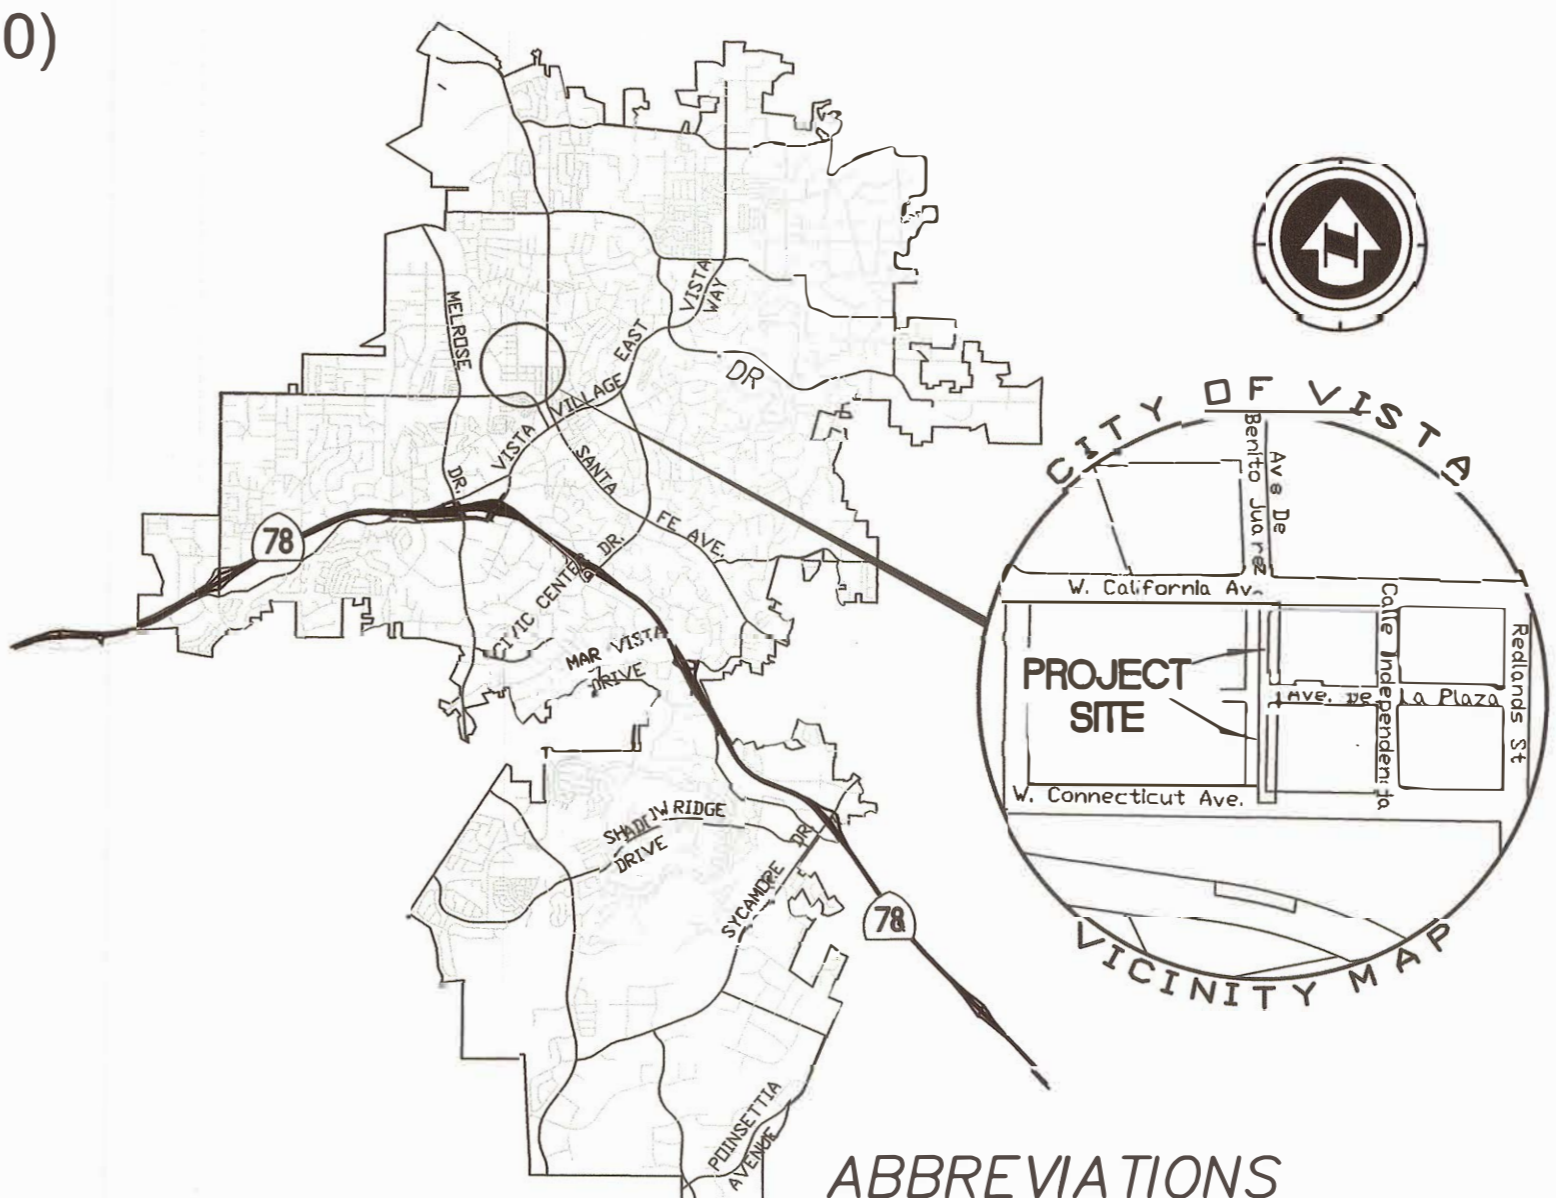 0)
MELROSE
DR.
VISTA
VILLAGE
EAST
VISTA
WAY
DR
SANTA
FE AVE.
78
CIVIC CENTER DR.
MAR VISTA
DRIVE
SHADOW RIDGE
DRIVE
SYCAMORE DR.
78
POINSETTIA
AVENUE
N
CITY OF VISTA
Ave De
Benito Juarez
W. California Av
Calle Independencia
Redlands St
PROJECT
SITE
Ave. De La Plaza
W. Connecticut Ave.
VICINITY MAP
ABBREVIATIONS